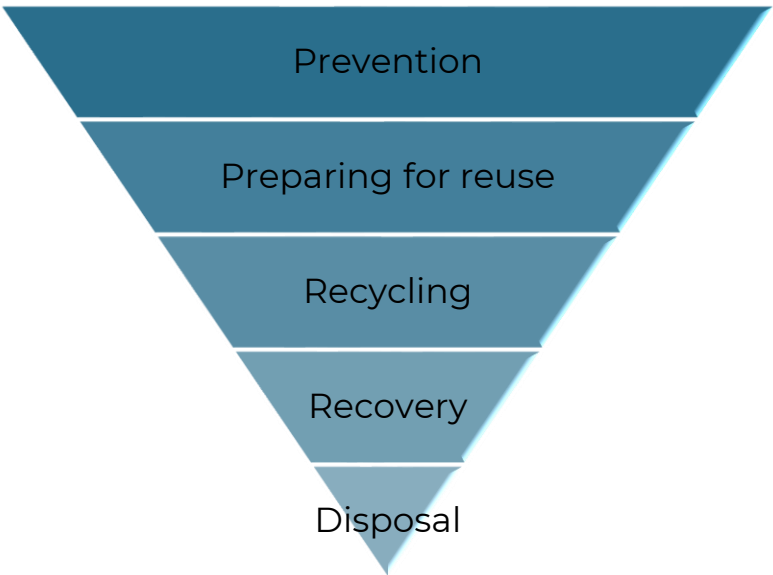 Prevention
Preparing for reuse
Recycling
Recovery
Disposal